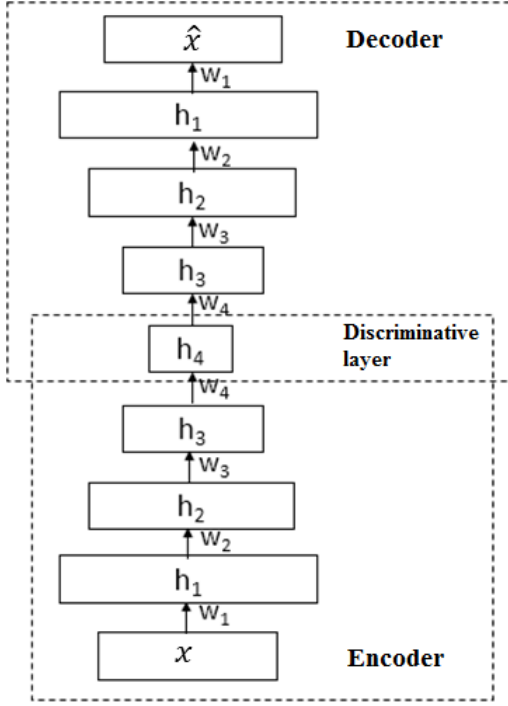 x̂
Decoder
w₁
h₁
w₂
h₂
w₃
h₃
w₄
h₄
Discriminative
layer
w₄
h₃
w₃
h₂
w₂
h₁
w₁
x
Encoder